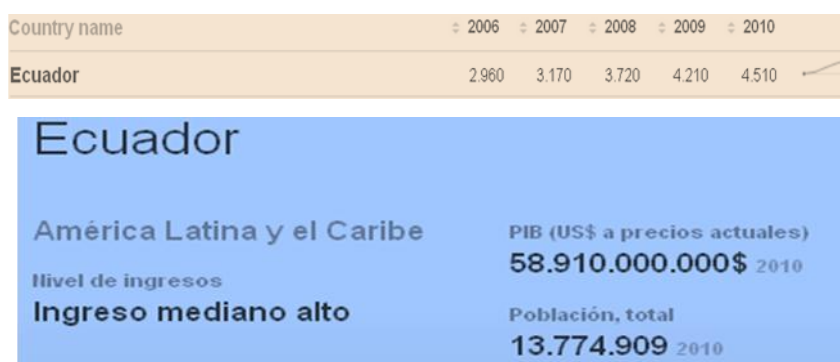 Country name 2006 2007 2008 2009 2010
Ecuador 2.960 3.170 3.720 4.210 4.510
Ecuador
América Latina y el Caribe
Nivel de ingresos
Ingreso mediano alto
PIB (US$ a precios actuales)
58.910.000.000$ 2010
Población, total
13.774.909 2010